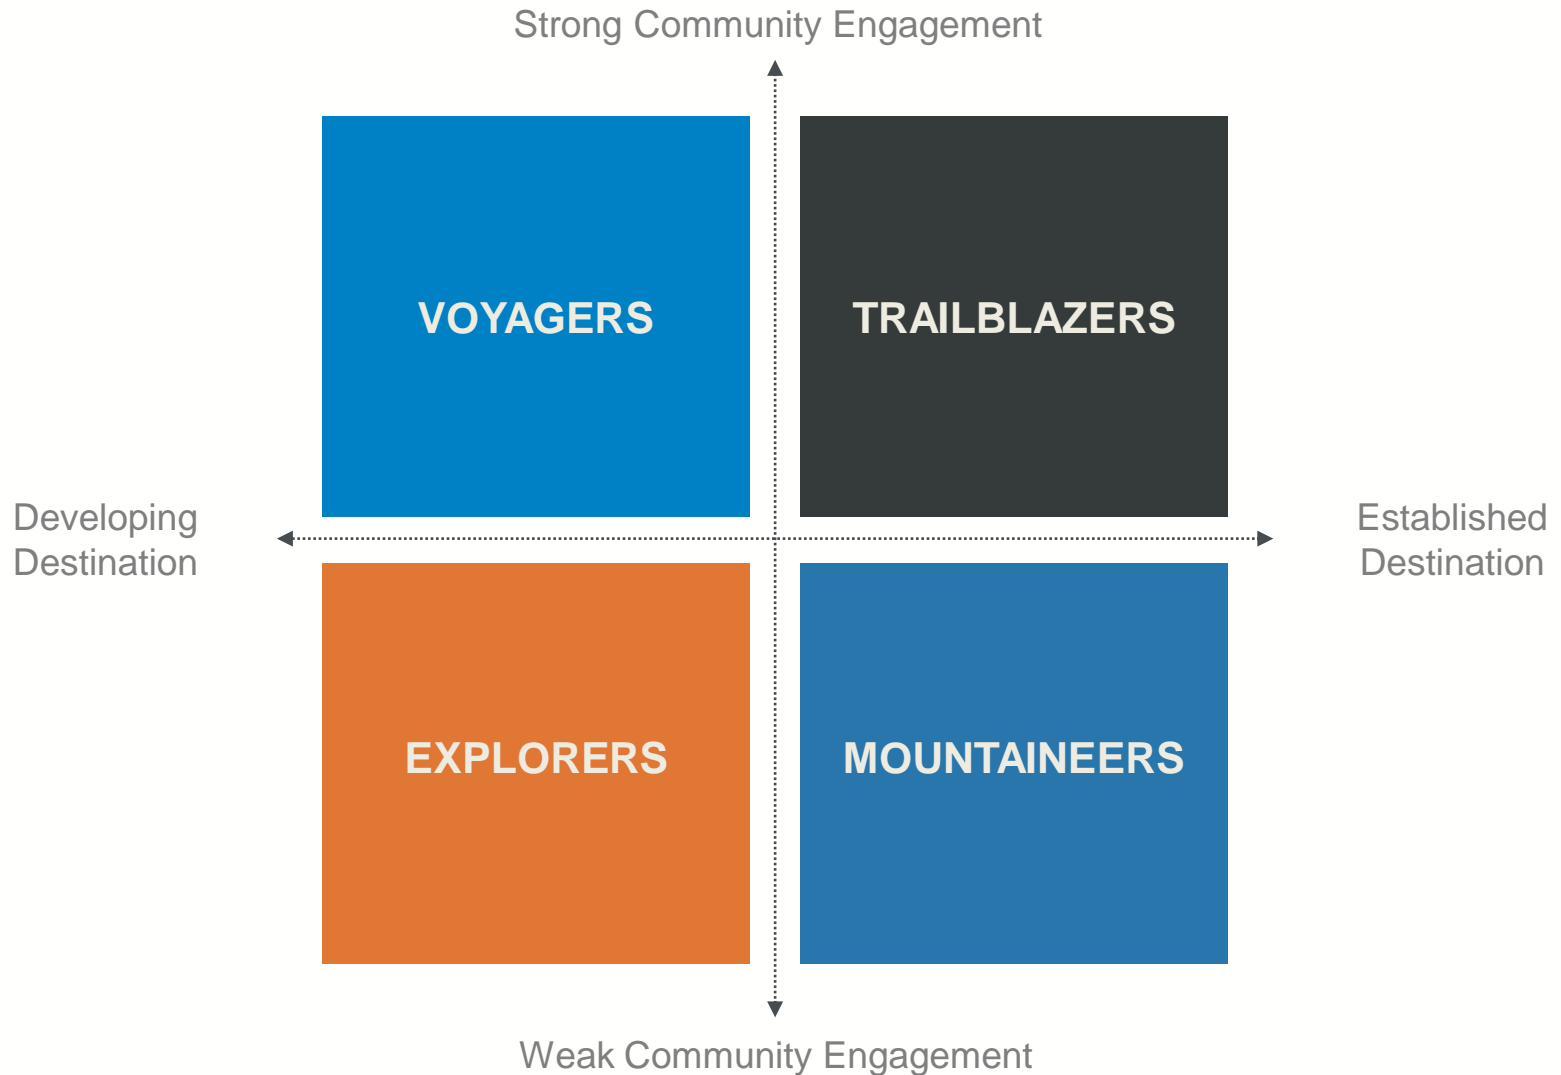 Strong Community Engagement
VOYAGERS
TRAILBLAZERS
Developing
Destination
Established
Destination
EXPLORERS
MOUNTAINEERS
Weak Community Engagement